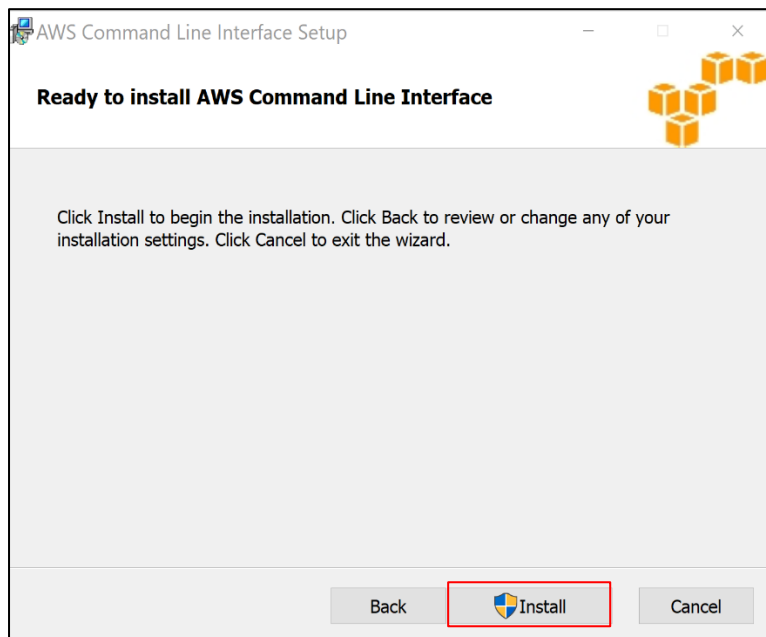 AWS Command Line Interface Setup
Ready to install AWS Command Line Interface
Click Install to begin the installation. Click Back to review or change any of your
installation settings. Click Cancel to exit the wizard.
Back Install Cancel